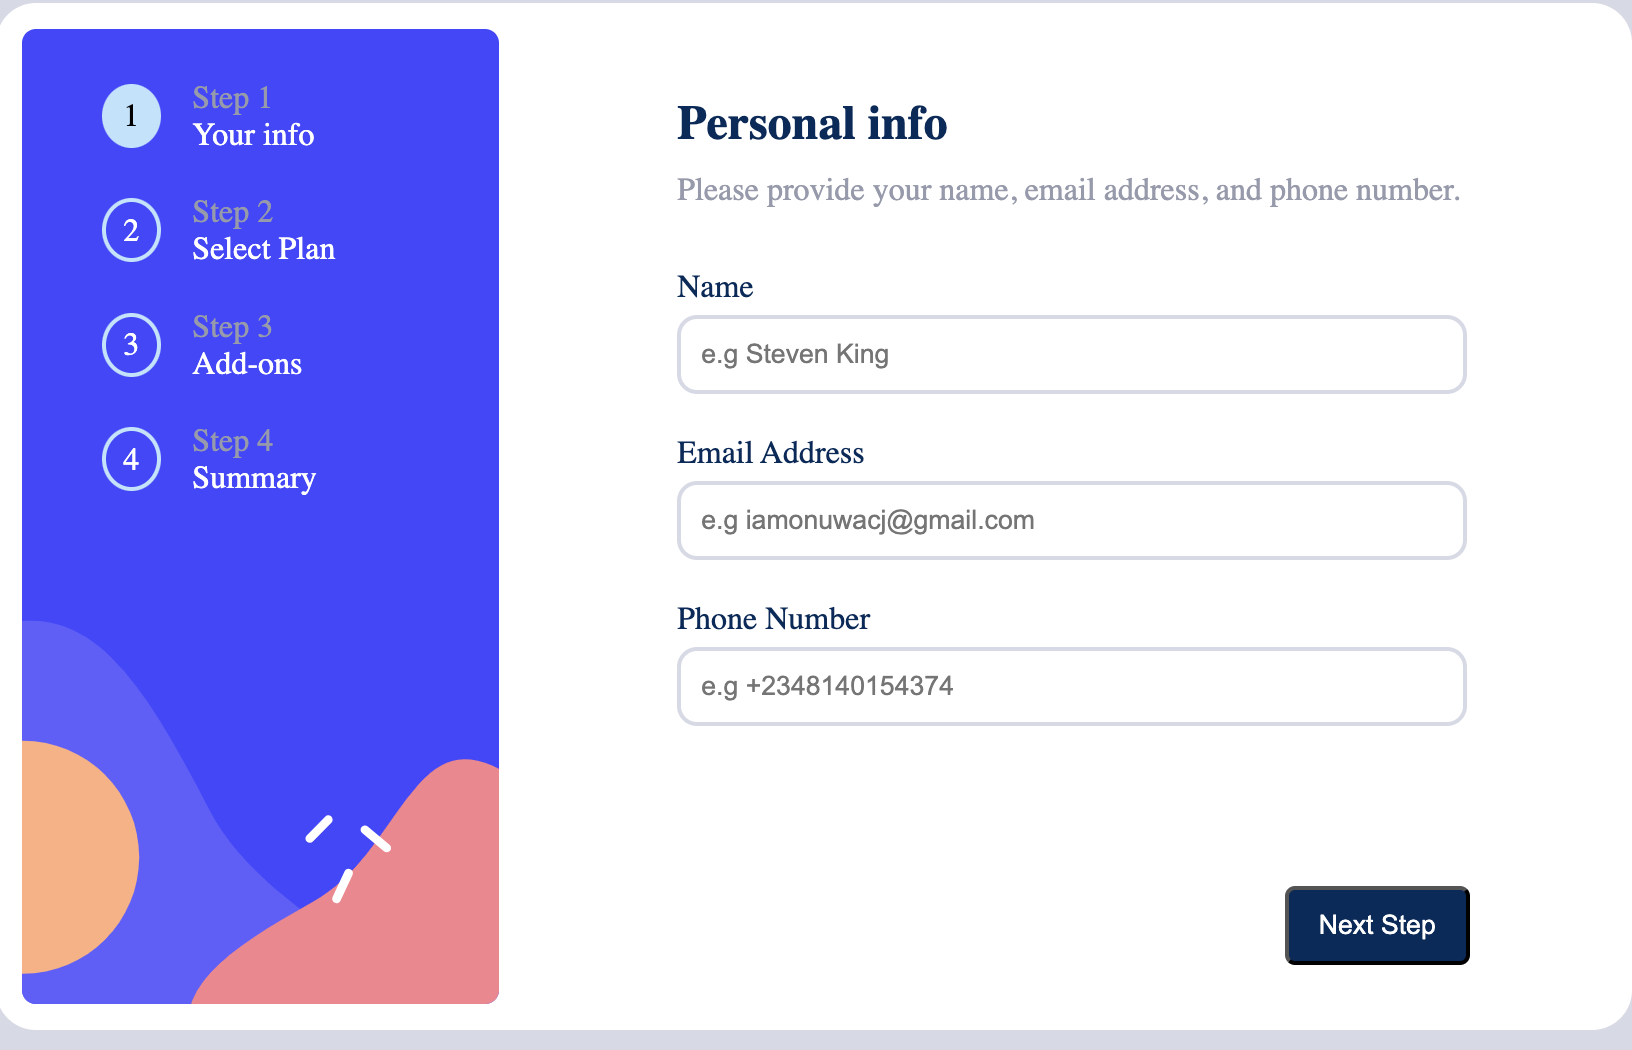 1
Step 1
Your info
2
Step 2
Select Plan
3
Step 3
Add-ons
4
Step 4
Summary
Personal info
Please provide your name, email address, and phone number.
Name
e.g Steven King
Email Address
e.g iamonuwacj@gmail.com
Phone Number
e.g +2348140154374
Next Step